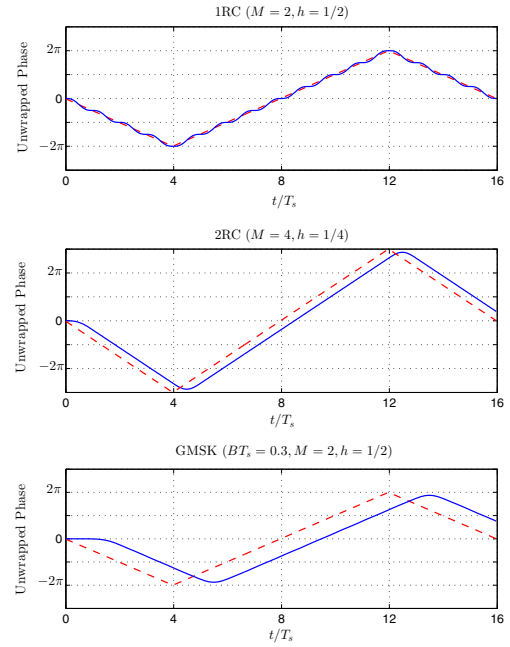 1RC (M = 2, h = 1/2)
Unwrapped Phase
2π
0
−2π
0 4 8 12 16
t/T_s
2RC (M = 4, h = 1/4)
Unwrapped Phase
2π
0
−2π
0 4 8 12 16
t/T_s
GMSK (BT_s = 0.3, M = 2, h = 1/2)
Unwrapped Phase
2π
0
−2π
0 4 8 12 16
t/T_s